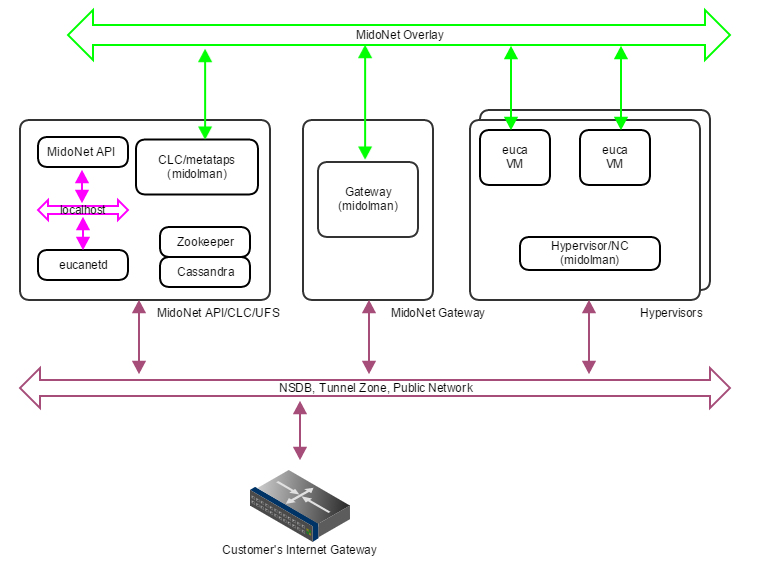 MidoNet Overlay
MidoNet API
CLC/metataps
(midolman)
localhost
eucanetd
Zookeeper
Cassandra
MidoNet API/CLC/UFS
Gateway
(midolman)
MidoNet Gateway
euca
VM
euca
VM
Hypervisor/NC
(midolman)
Hypervisors
NSDB, Tunnel Zone, Public Network
Customer's Internet Gateway